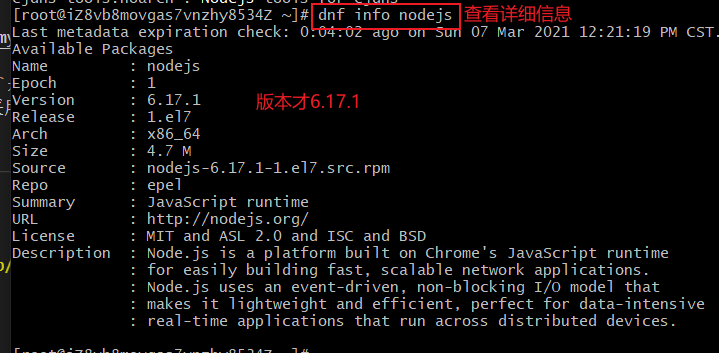 [root@iZ8vb8movgas7vnzhy8534Z ~]# dnf info nodejs 查看详细信息
Last metadata expiration check: 0:04:02 ago on Sun 07 Mar 2021 12:21:19 PM CST.
Available Packages
Name : nodejs
Epoch : 1
Version : 6.17.1 版本才6.17.1
Release : 1.el7
Arch : x86_64
Size : 4.7 M
Source : nodejs-6.17.1-1.el7.src.rpm
Repo : epel
Summary : JavaScript runtime
URL : http://nodejs.org/
License : MIT and ASL 2.0 and ISC and BSD
Description : Node.js is a platform built on Chrome's JavaScript runtime
: for easily building fast, scalable network applications.
: Node.js uses an event-driven, non-blocking I/O model that
: makes it lightweight and efficient, perfect for data-intensive
: real-time applications that run across distributed devices.
[root@iZ8vb8movgas7vnzhy8534Z ~]#